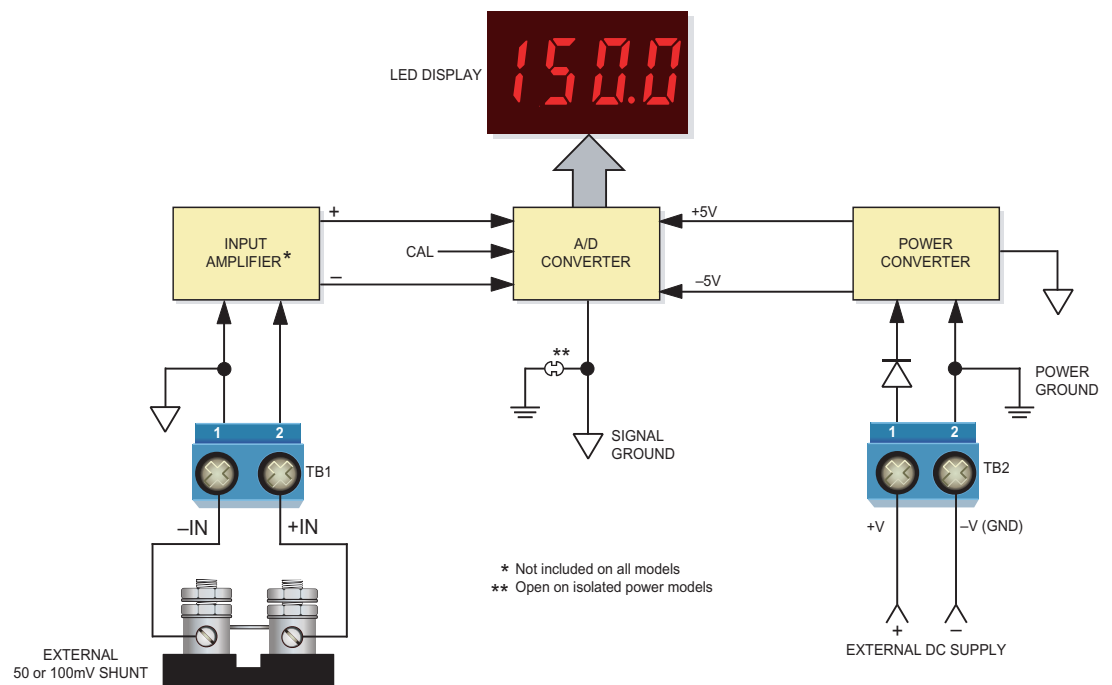 LED DISPLAY
150.0
INPUT
AMPLIFIER*
+
–
CAL
A/D
CONVERTER
+5V
–5V
POWER
CONVERTER
**
SIGNAL
GROUND
POWER
GROUND
1 2
TB1
–IN +IN
1 2
TB2
+V –V (GND)
* Not included on all models
** Open on isolated power models
+ –
EXTERNAL DC SUPPLY
EXTERNAL
50 or 100mV SHUNT